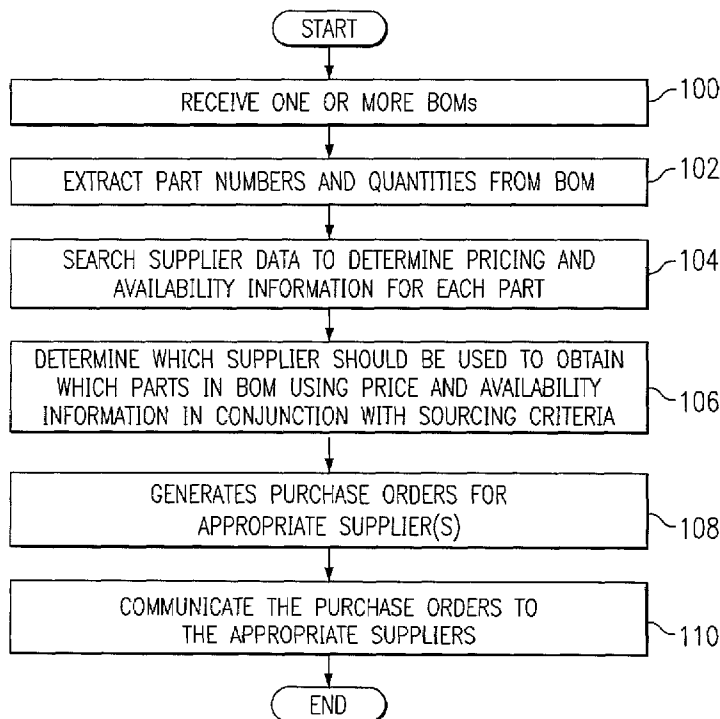 START
RECEIVE ONE OR MORE BOMs
100
EXTRACT PART NUMBERS AND QUANTITIES FROM BOM
102
SEARCH SUPPLIER DATA TO DETERMINE PRICING AND
AVAILABILITY INFORMATION FOR EACH PART
104
DETERMINE WHICH SUPPLIER SHOULD BE USED TO OBTAIN
WHICH PARTS IN BOM USING PRICE AND AVAILABILITY
INFORMATION IN CONJUNCTION WITH SOURCING CRITERIA
106
GENERATES PURCHASE ORDERS FOR
APPROPRIATE SUPPLIER(S)
108
COMMUNICATE THE PURCHASE ORDERS TO
THE APPROPRIATE SUPPLIERS
110
END